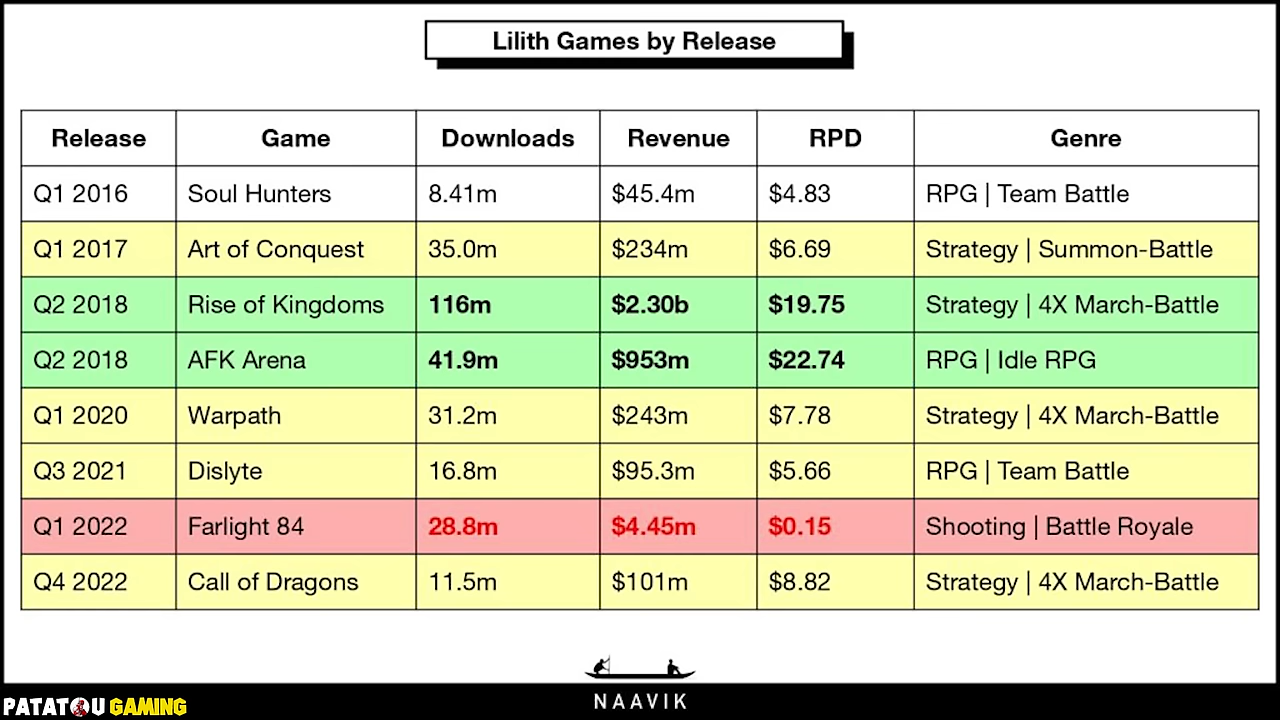 Lilith Games by Release
Release Game Downloads Revenue RPD Genre
Q1 2016 Soul Hunters 8.41m $45.4m $4.83 RPG | Team Battle
Q1 2017 Art of Conquest 35.0m $234m $6.69 Strategy | Summon-Battle
Q2 2018 Rise of Kingdoms 116m $2.30b $19.75 Strategy | 4X March-Battle
Q2 2018 AFK Arena 41.9m $953m $22.74 RPG | Idle RPG
Q1 2020 Warpath 31.2m $243m $7.78 Strategy | 4X March-Battle
Q3 2021 Dislyte 16.8m $95.3m $5.66 RPG | Team Battle
Q1 2022 Farlight 84 28.8m $4.45m $0.15 Shooting | Battle Royale
Q4 2022 Call of Dragons 11.5m $101m $8.82 Strategy | 4X March-Battle
NAAVIK
PATATOU GAMING